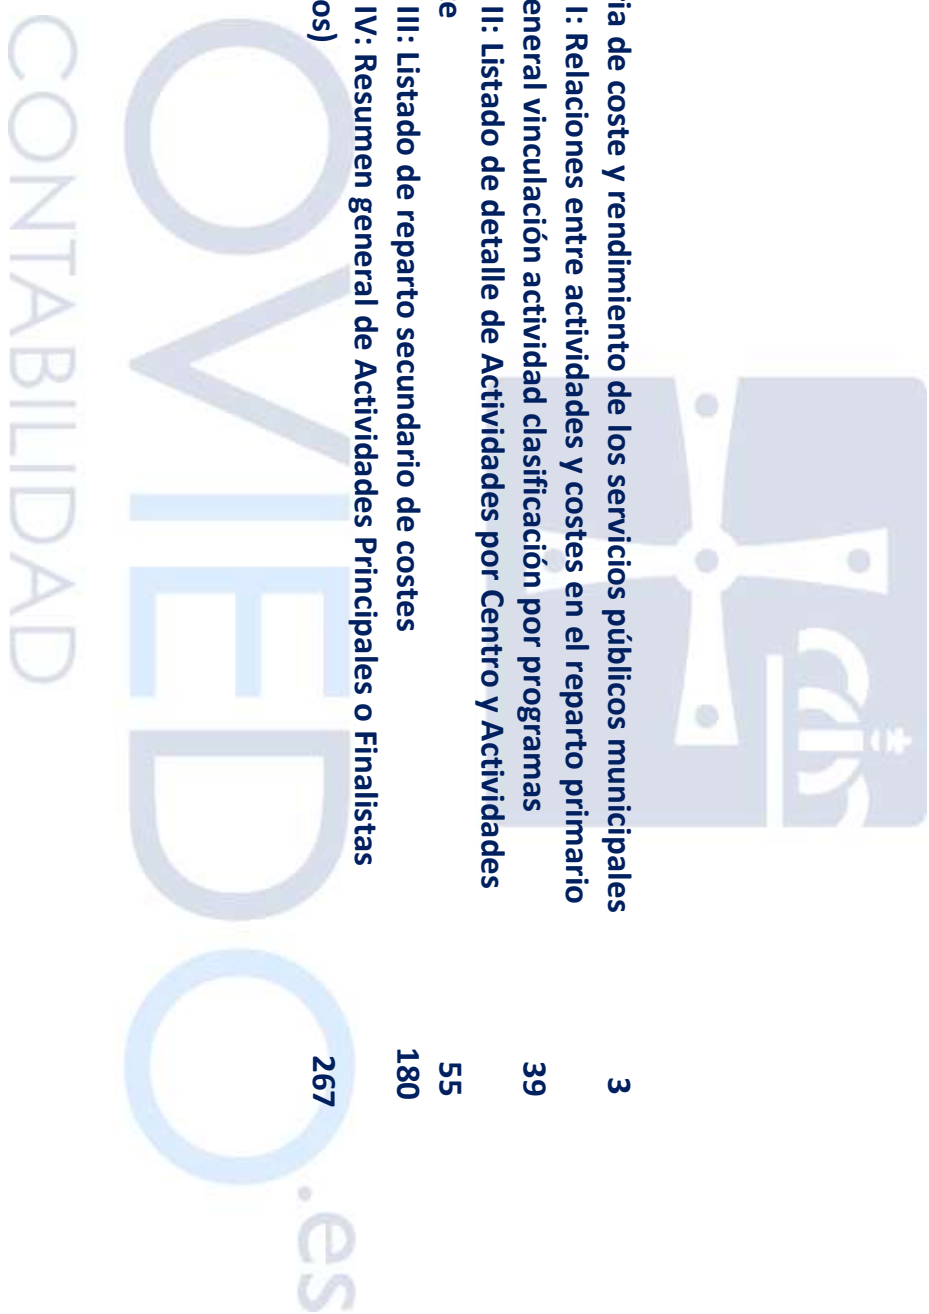 ia de coste y rendimiento de los servicios públicos municipales 3
I: Relaciones entre actividades y costes en el reparto primario
eneral vinculación actividad clasificación por programas 39
II: Listado de detalle de Actividades por Centro y Actividades
e 55
III: Listado de reparto secundario de costes 180
IV: Resumen general de Actividades Principales o Finalistas
os) 267
OVIEDO.es
CONTABILIDAD